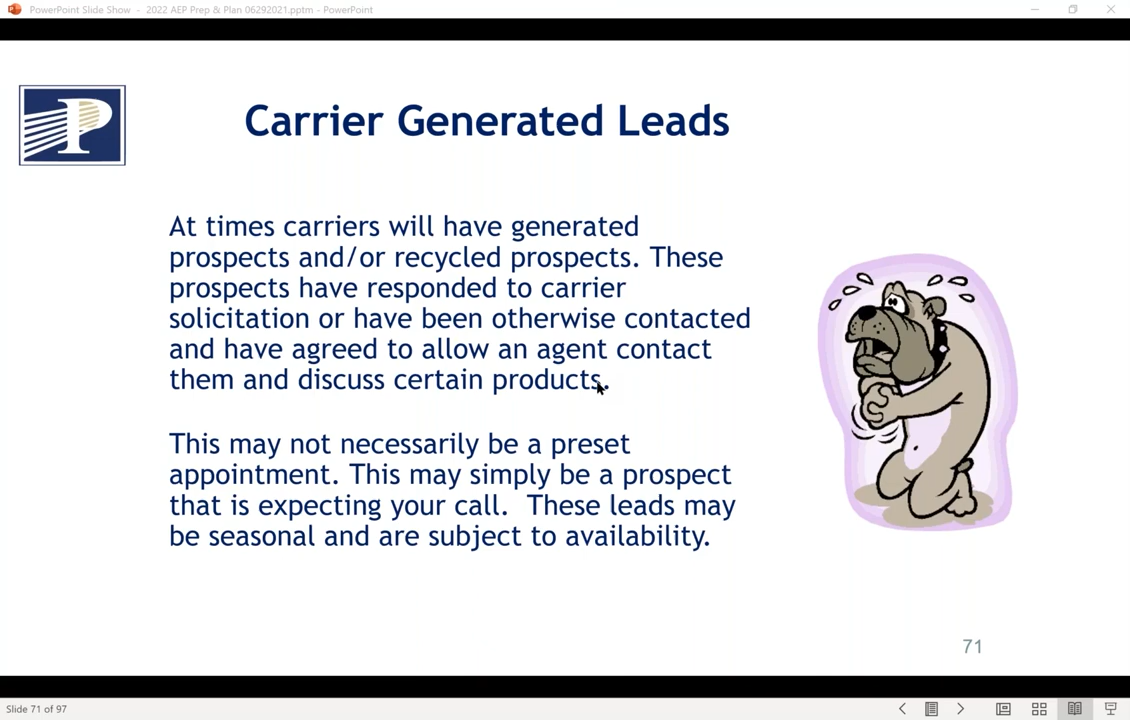 PowerPoint Slide Show - 2022 AEP Prep & Plan 06292021.pptm - PowerPoint
P
Carrier Generated Leads
At times carriers will have generated
prospects and/or recycled prospects. These
prospects have responded to carrier
solicitation or have been otherwise contacted
and have agreed to allow an agent contact
them and discuss certain products.
This may not necessarily be a preset
appointment. This may simply be a prospect
that is expecting your call. These leads may
be seasonal and are subject to availability.
71
Slide 71 of 97